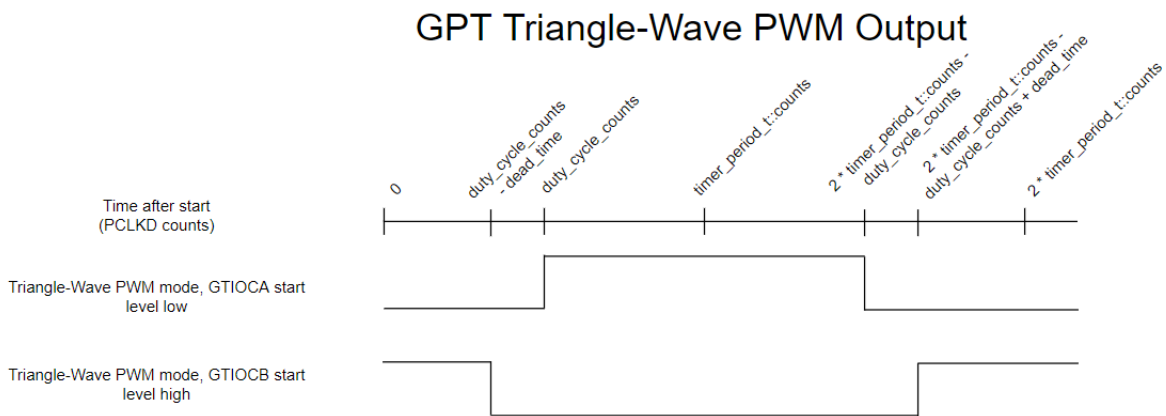 GPT Triangle-Wave PWM Output
0
duty_cycle_counts
- dead_time
duty_cycle_counts
timer_period_t::counts
2 * timer_period_t::counts -
duty_cycle_counts
2 * timer_period_t::counts -
duty_cycle_counts + dead_time
2 * timer_period_t::counts
Time after start
(PCLKD counts)
Triangle-Wave PWM mode, GTIOCA start
level low
Triangle-Wave PWM mode, GTIOCB start
level high